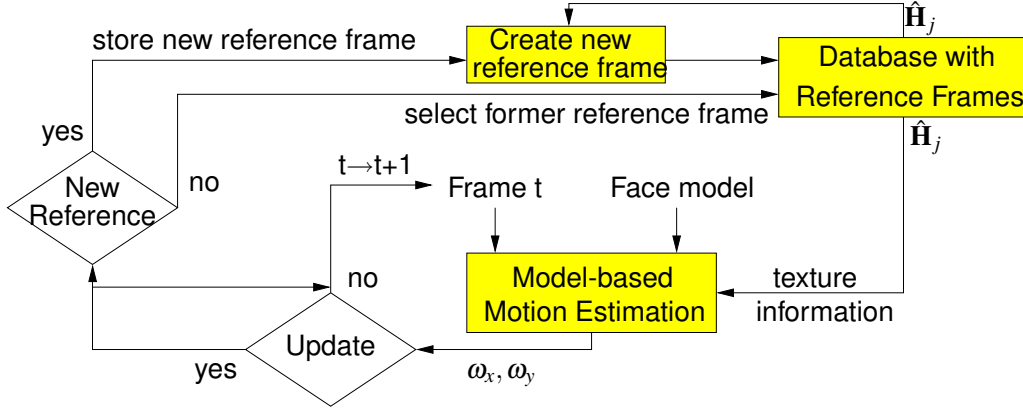 Ĥ_j
store new reference frame
Create new
reference frame
Database with
Reference Frames
select former reference frame
yes
Ĥ_j
t→t+1
New
Reference
no
Frame t
Face model
no
Model-based
Motion Estimation
texture
information
Update
yes
ω_x, ω_y